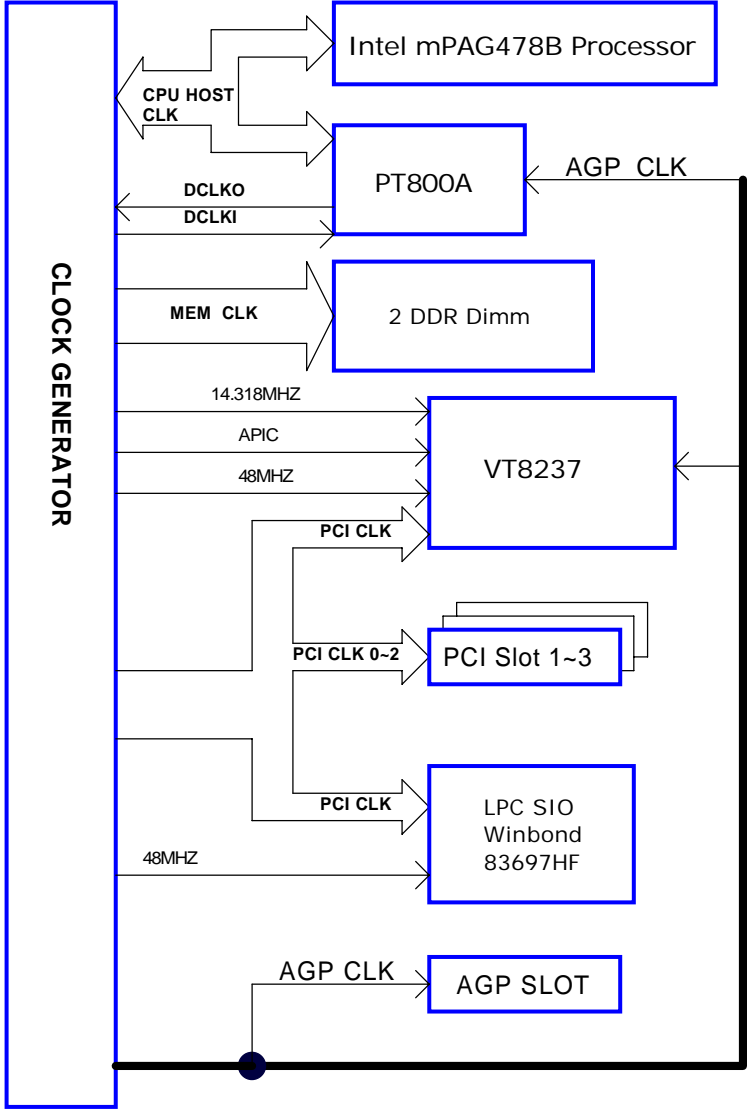 Intel mPAG478B Processor
CPU HOST
CLK
PT800A
AGP CLK
DCLKO
DCLKI
CLOCK GENERATOR
MEM CLK
2 DDR Dimm
14.318MHZ
APIC
48MHZ
VT8237
PCI CLK
PCI CLK 0~2
PCI Slot 1~3
PCI CLK
LPC SIO
Winbond
83697HF
48MHZ
AGP CLK
AGP SLOT